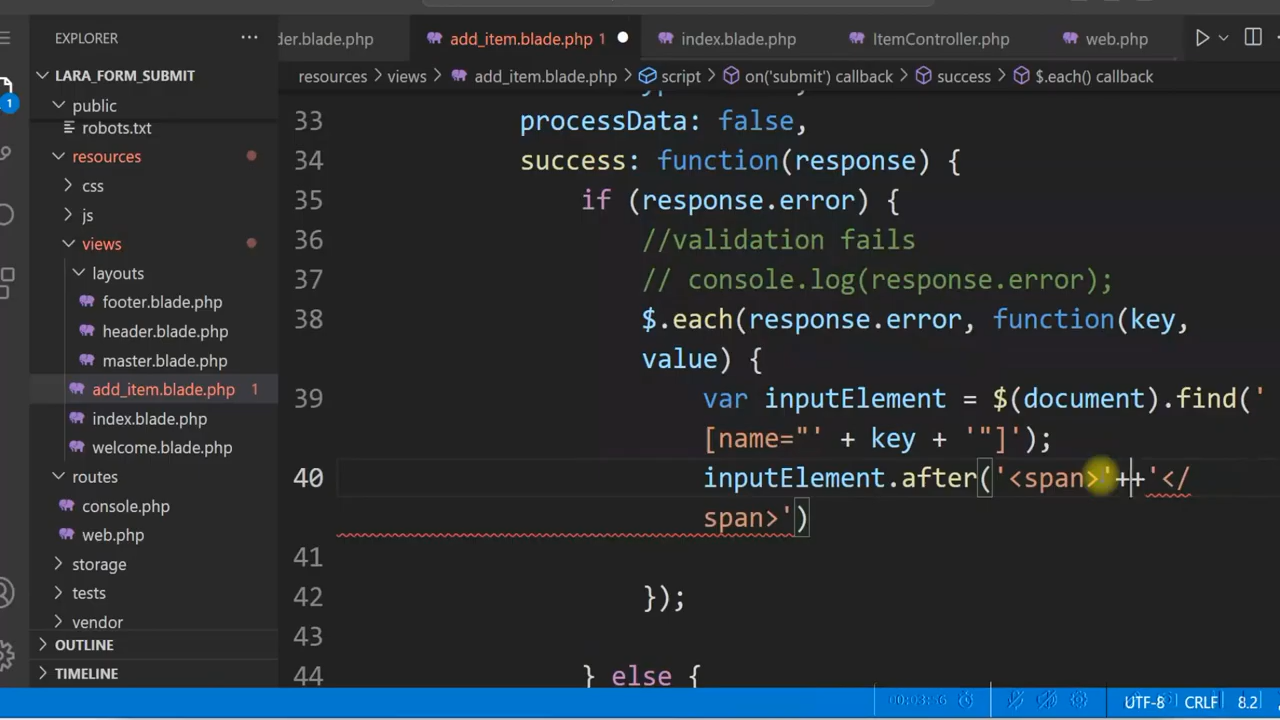 EXPLORER
der.blade.php
add_item.blade.php 1
index.blade.php
ItemController.php
web.php
LARA_FORM_SUBMIT
resources > views > add_item.blade.php > script > on('submit') callback > success > $.each() callback
public
robots.txt
resources
css
js
views
layouts
footer.blade.php
header.blade.php
master.blade.php
add_item.blade.php 1
index.blade.php
welcome.blade.php
routes
console.php
web.php
storage
tests
vendor
OUTLINE
TIMELINE
1
33 processData: false,
34 success: function(response) {
35 if (response.error) {
36 //validation fails
37 // console.log(response.error);
38 $.each(response.error, function(key,
value) {
39 var inputElement = $(document).find('
[name="' + key + '"]');
40 inputElement.after('<span>'++'</
span>')
41
42 });
43
44 } else {
00:03:56
UTF-8 CRLF 8.2